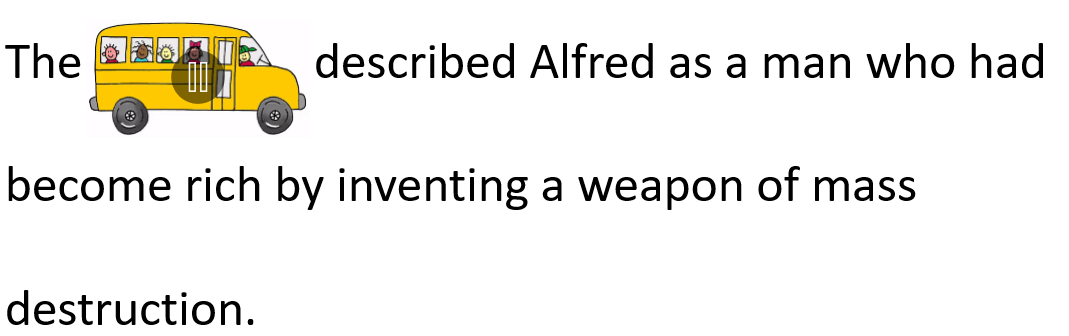 The described Alfred as a man who had
become rich by inventing a weapon of mass
destruction.